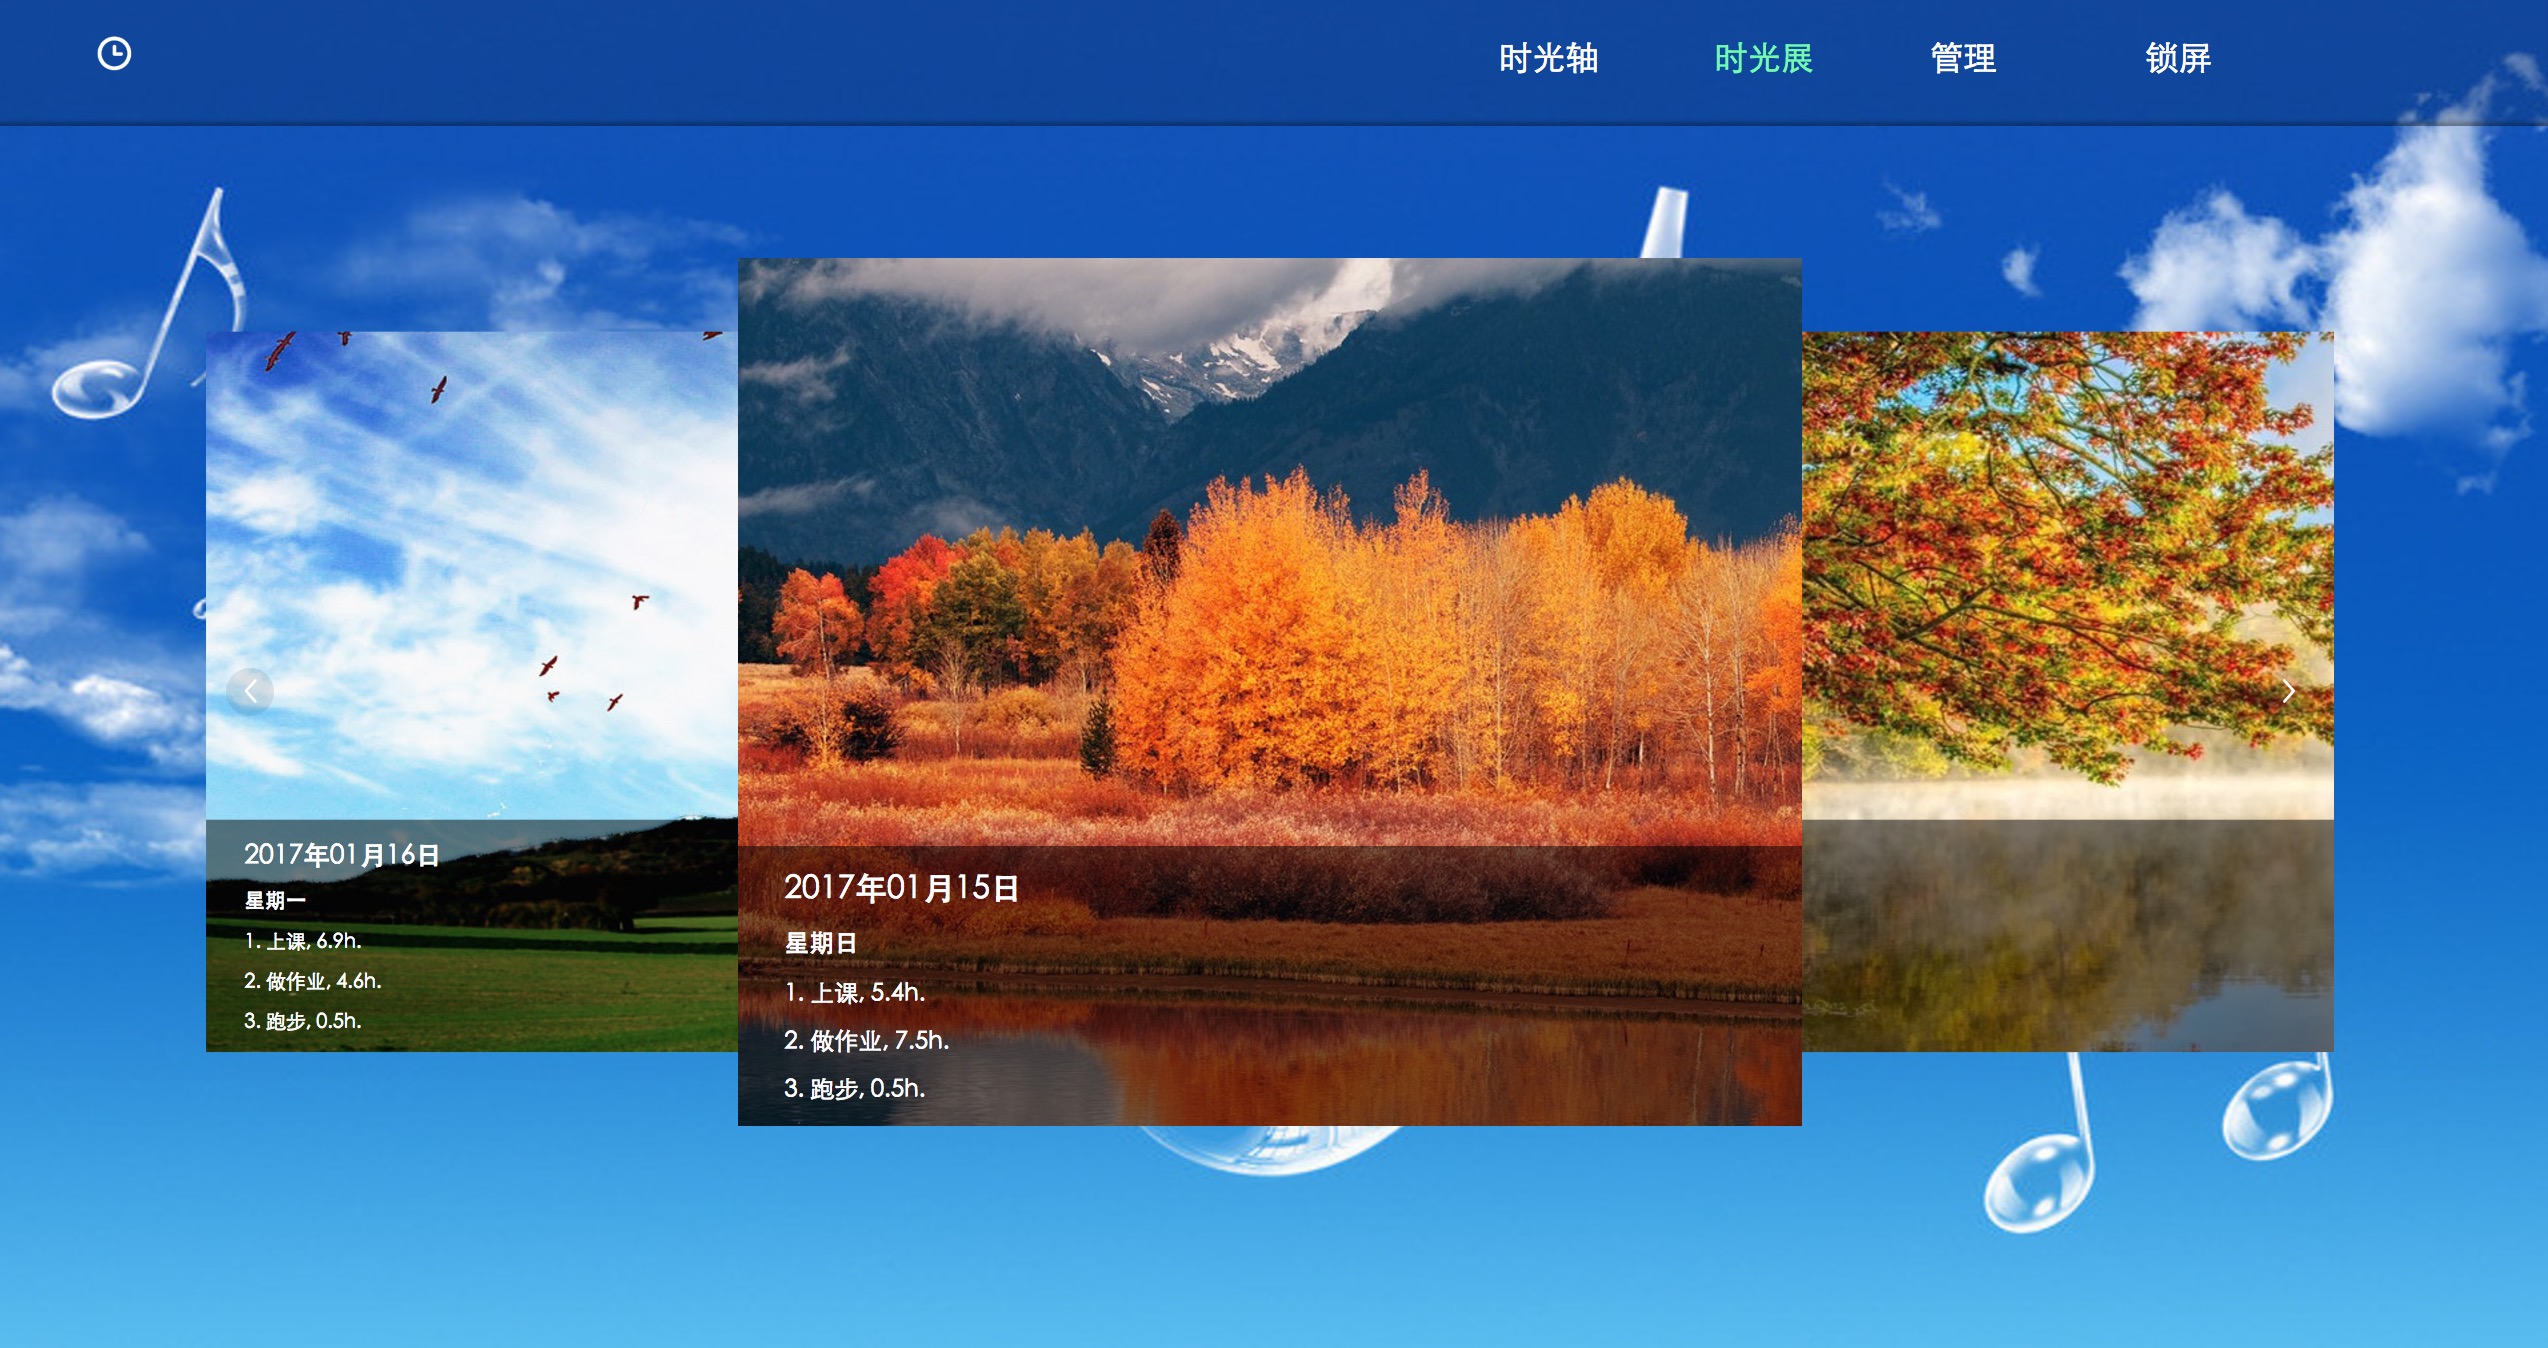 时光轴 时光展 管理 锁屏
2017年01月16日
星期一
1. 上课, 6.9h.
2. 做作业, 4.6h.
3. 跑步, 0.5h.
2017年01月15日
星期日
1. 上课, 5.4h.
2. 做作业, 7.5h.
3. 跑步, 0.5h.